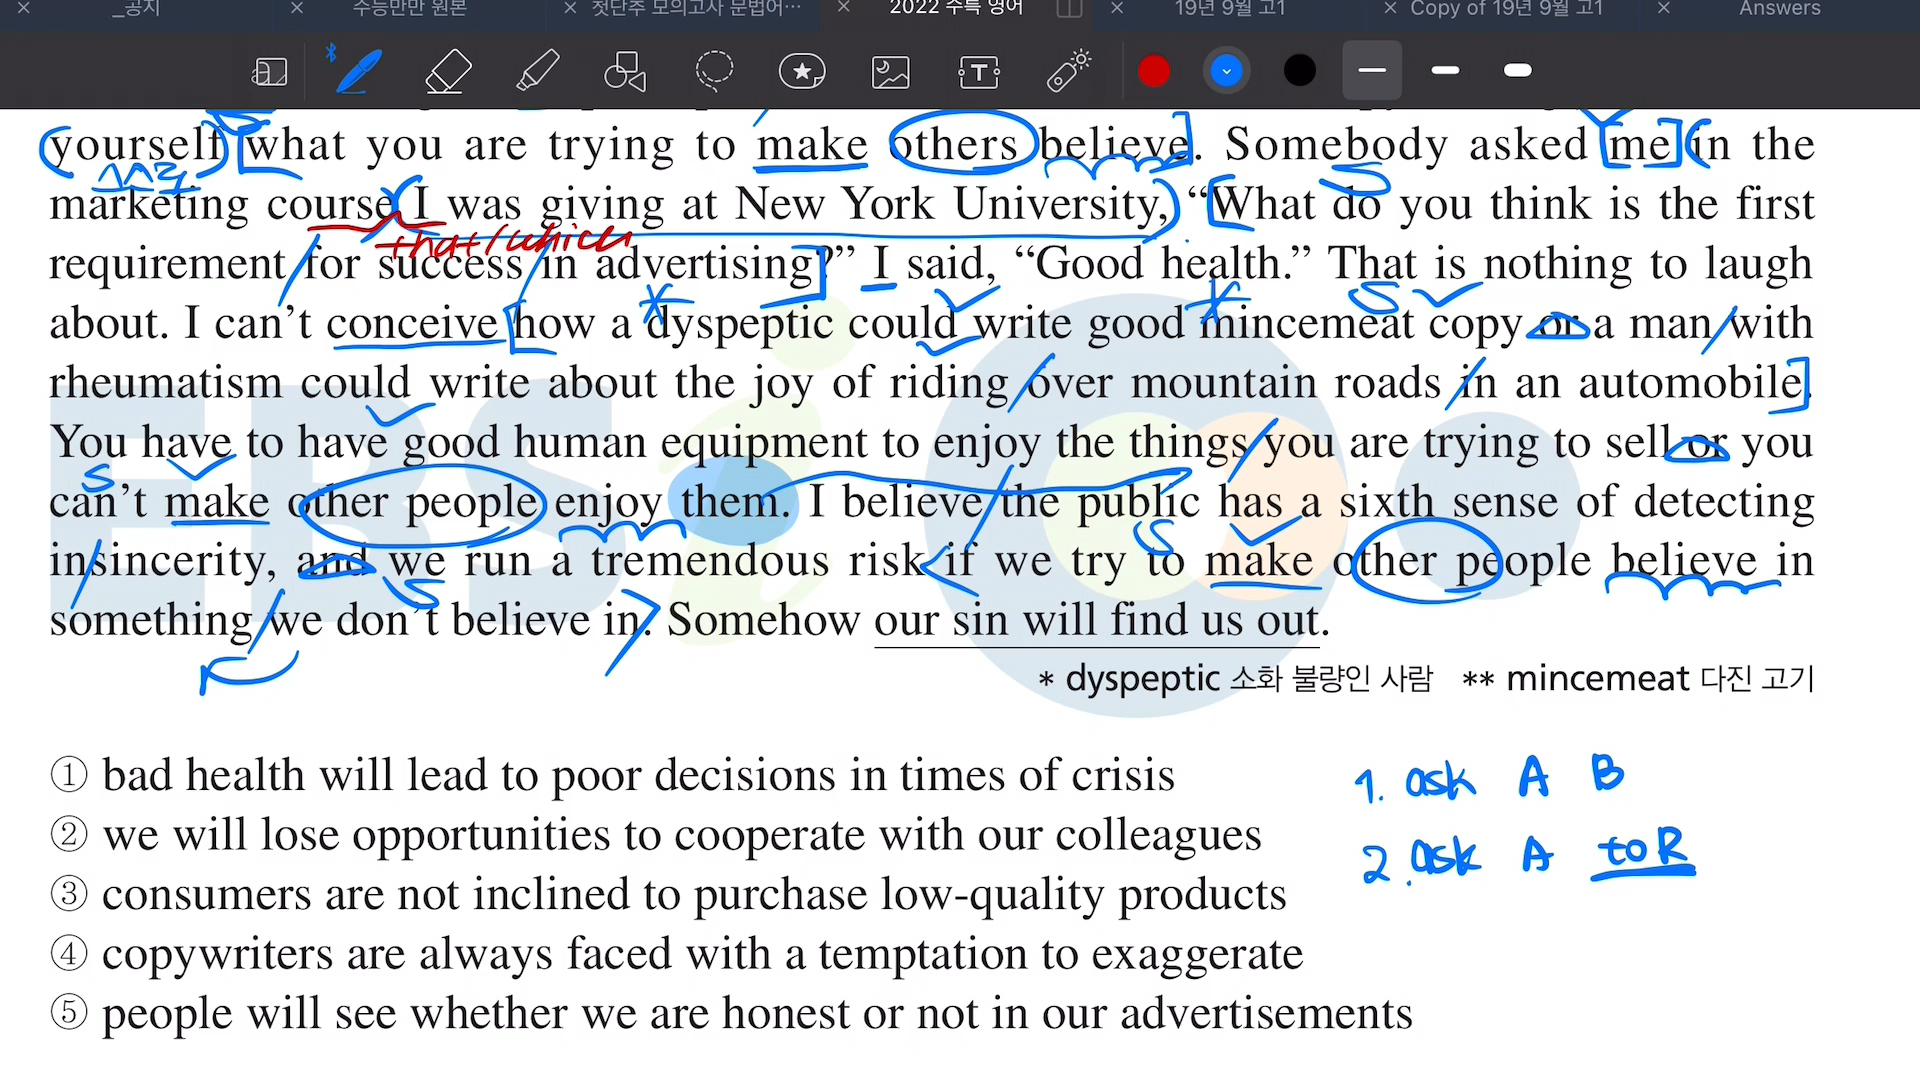 _공지 수능만만 원본 첫단추 모의고사 문법어… 2022 수특 영어 19년 9월 고1 Copy of 19년 9월 고1 Answers
yourself what you are trying to make others believe. Somebody asked me in the
marketing course I was giving at New York University, “What do you think is the first
that/which
requirement for success in advertising?” I said, “Good health.” That is nothing to laugh
about. I can’t conceive how a dyspeptic could write good mincemeat copy or a man with
rheumatism could write about the joy of riding over mountain roads in an automobile.
You have to have good human equipment to enjoy the things you are trying to sell or you
can’t make other people enjoy them. I believe the public has a sixth sense of detecting
insincerity, and we run a tremendous risk if we try to make other people believe in
something we don’t believe in. Somehow our sin will find us out.
* dyspeptic 소화 불량인 사람 ** mincemeat 다진 고기
① bad health will lead to poor decisions in times of crisis
1. ask A B
② we will lose opportunities to cooperate with our colleagues
2. ask A to R
③ consumers are not inclined to purchase low-quality products
④ copywriters are always faced with a temptation to exaggerate
⑤ people will see whether we are honest or not in our advertisements